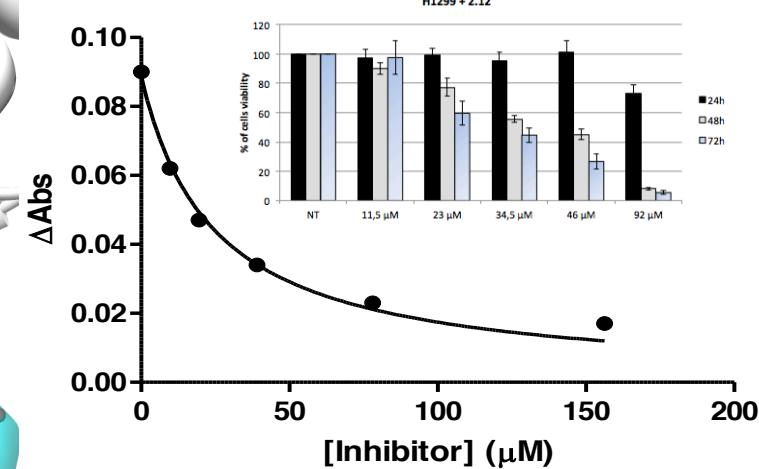 H1299 + 2.12
120
100
80
60
40
20
0
% of cells viability
NT
11,5 µM
23 µM
34,5 µM
46 µM
92 µM
24h
48h
72h
0.10
0.08
0.06
0.04
0.02
0.00
ΔAbs
0
50
100
150
200
[Inhibitor] (µM)